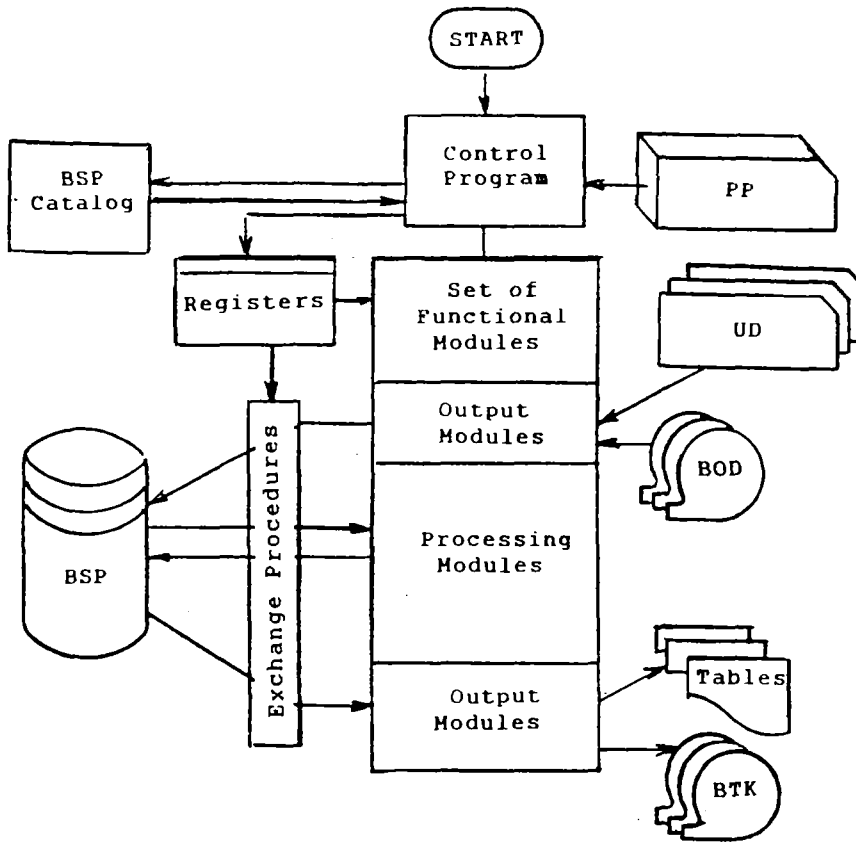 START
Control
Program
BSP
Catalog
PP
Registers
Set of
Functional
Modules
UD
Output
Modules
BOD
Exchange Procedures
Processing
Modules
BSP
Output
Modules
Tables
BTK